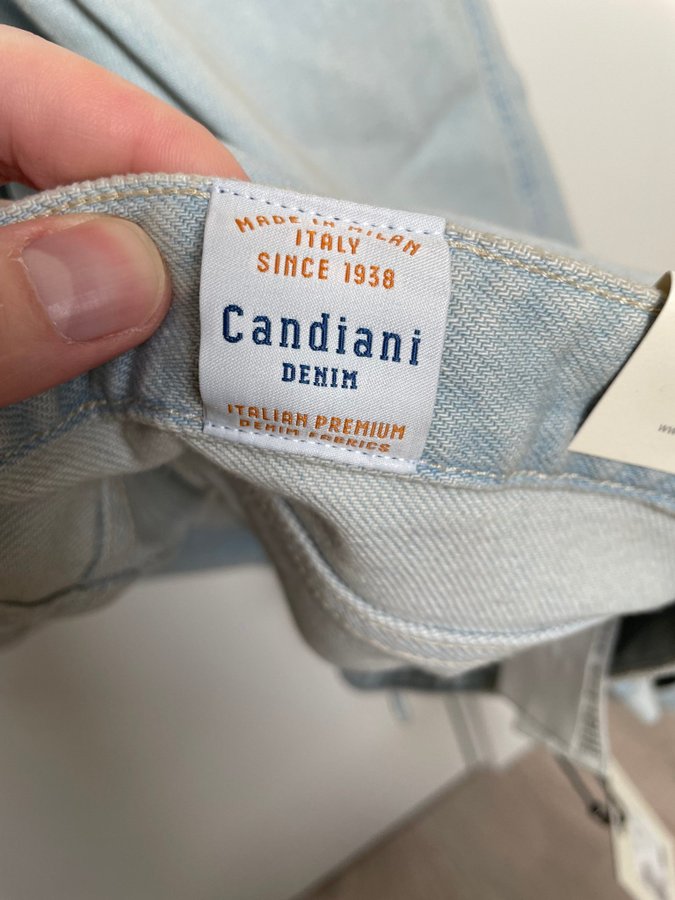 MADE IN MILAN
ITALY
SINCE 1938
Candiani
DENIM
ITALIAN PREMIUM
DENIM FABRICS